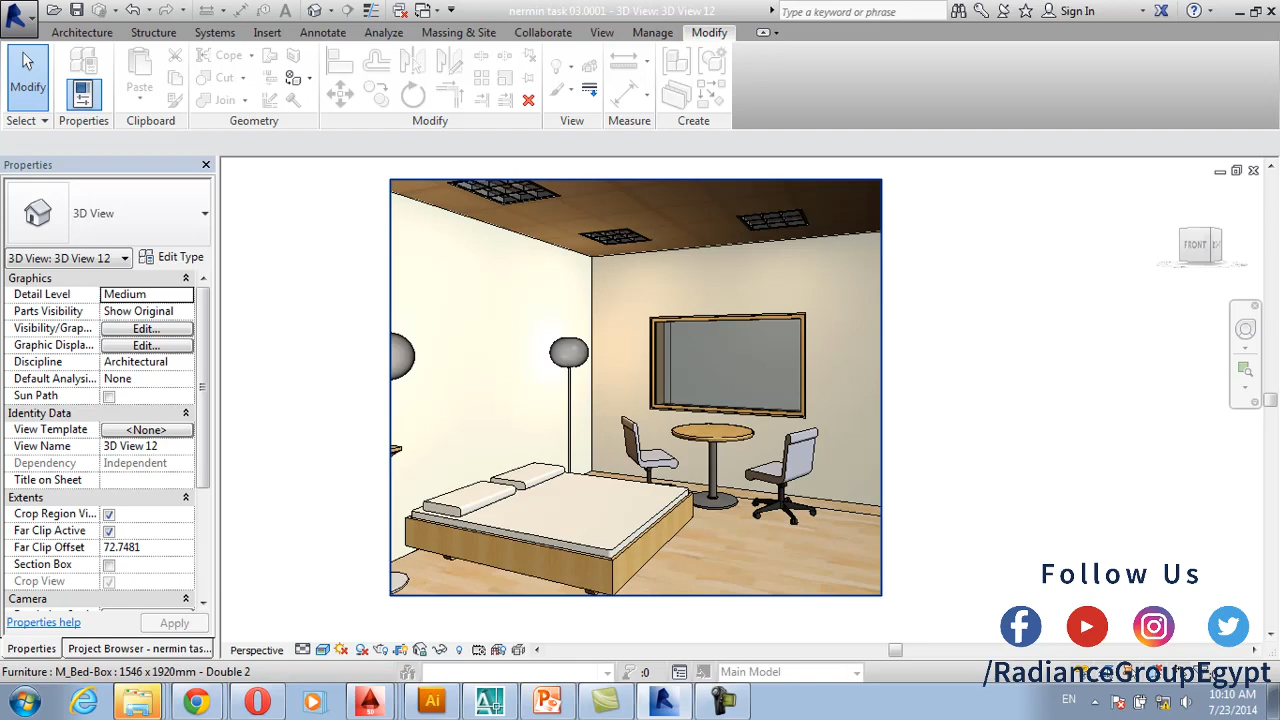 nermin task 03.0001 - 3D View: 3D View 12
Type a keyword or phrase
Sign In
Architecture Structure Systems Insert Annotate Analyze Massing & Site Collaborate View Manage Modify
Modify
Paste
Cope
Cut
Join
Select Properties Clipboard Geometry Modify View Measure Create
Properties
3D View
3D View: 3D View 12 Edit Type
Graphics
Detail Level Medium
Parts Visibility Show Original
Visibility/Grap... Edit...
Graphic Displa... Edit...
Discipline Architectural
Default Analysi... None
Sun Path
Identity Data
View Template <None>
View Name 3D View 12
Dependency Independent
Title on Sheet
Extents
Crop Region Vi...
Far Clip Active
Far Clip Offset 72.7481
Section Box
Crop View
Camera
Properties help Apply
Properties Project Browser - nermin tas...
FRONT
Perspective
Furniture : M_Bed-Box : 1546 x 1920mm- Double 2
:0
Main Model
Follow Us
/RadianceGroupEgypt
Ai
EN
10:10 AM
7/23/2014